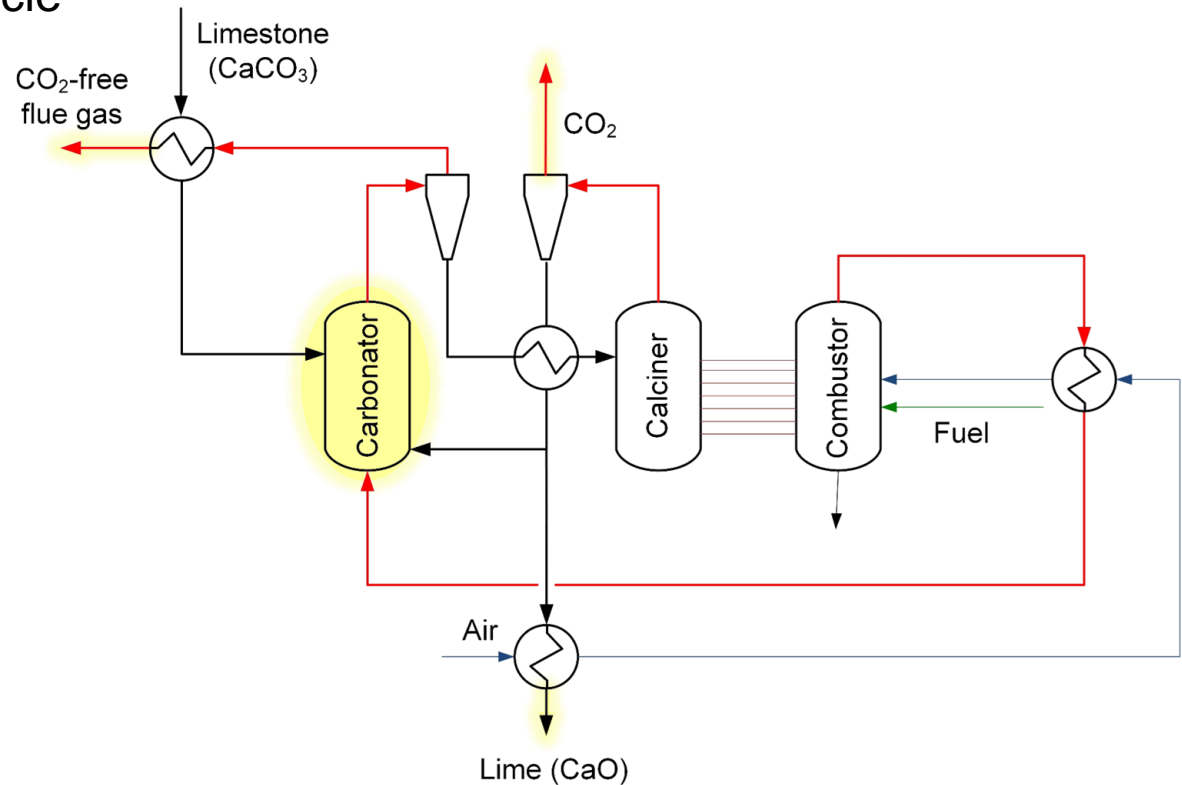 Limestone
(CaCO₃)
CO₂-free
flue gas
CO₂
Carbonator
Calciner
Combustor
Fuel
Air
Lime (CaO)